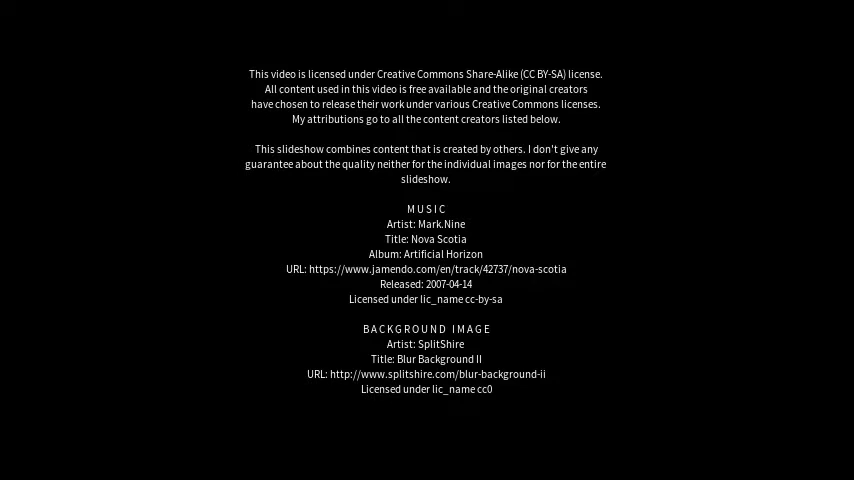 This video is licensed under Creative Commons Share-Alike (CC BY-SA) license.
All content used in this video is free available and the original creators
have chosen to release their work under various Creative Commons licenses.
My attributions go to all the content creators listed below.
This slideshow combines content that is created by others. I don't give any
guarantee about the quality neither for the individual images nor for the entire
slideshow.
MUSIC
Artist: Mark.Nine
Title: Nova Scotia
Album: Artificial Horizon
URL: https://www.jamendo.com/en/track/42737/nova-scotia
Released: 2007-04-14
Licensed under lic_name cc-by-sa
BACKGROUND IMAGE
Artist: SplitShire
Title: Blur Background II
URL: http://www.splitshire.com/blur-background-ii
Licensed under lic_name cc0